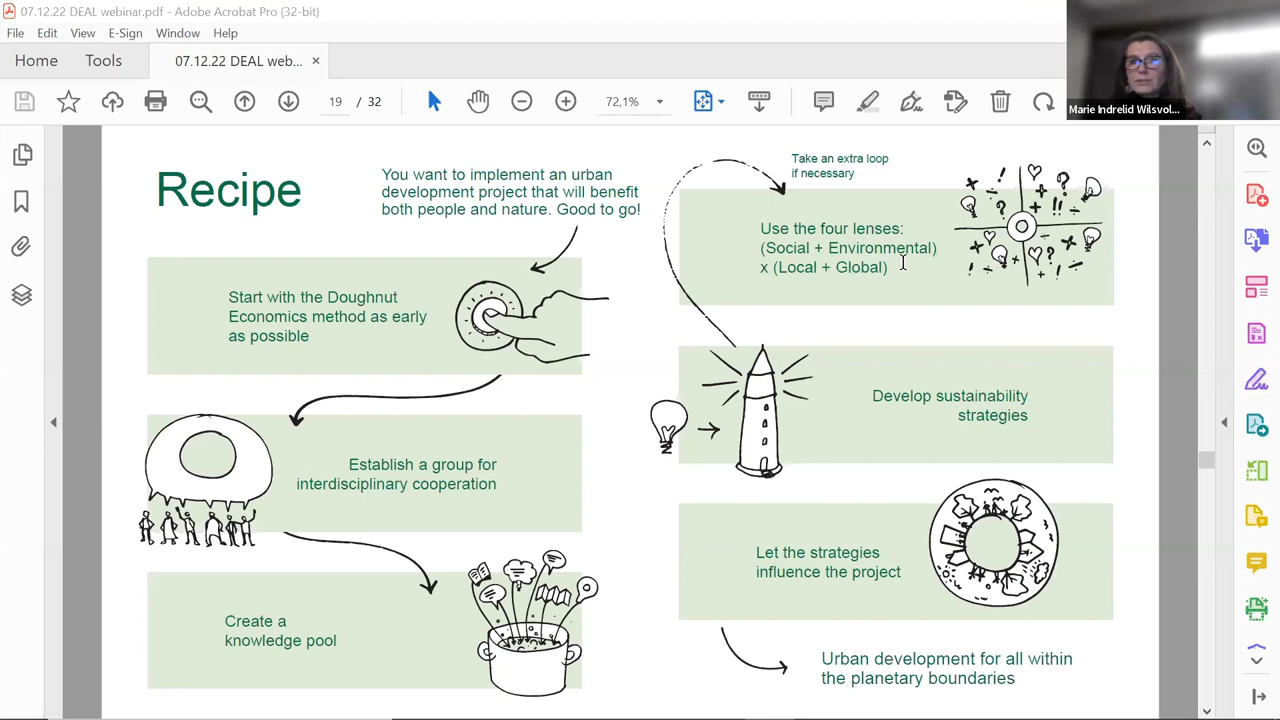 07.12.22 DEAL webinar.pdf - Adobe Acrobat Pro (32-bit)
File Edit View E-Sign Window Help
Home Tools 07.12.22 DEAL web... ×
19 / 32 72,1%
Marie Indrelid Wilsvol...
Recipe
You want to implement an urban
development project that will benefit
both people and nature. Good to go!
Start with the Doughnut
Economics method as early
as possible
Establish a group for
interdisciplinary cooperation
Create a
knowledge pool
Take an extra loop
if necessary
Use the four lenses:
(Social + Environmental)
x (Local + Global)
Develop sustainability
strategies
Let the strategies
influence the project
Urban development for all within
the planetary boundaries